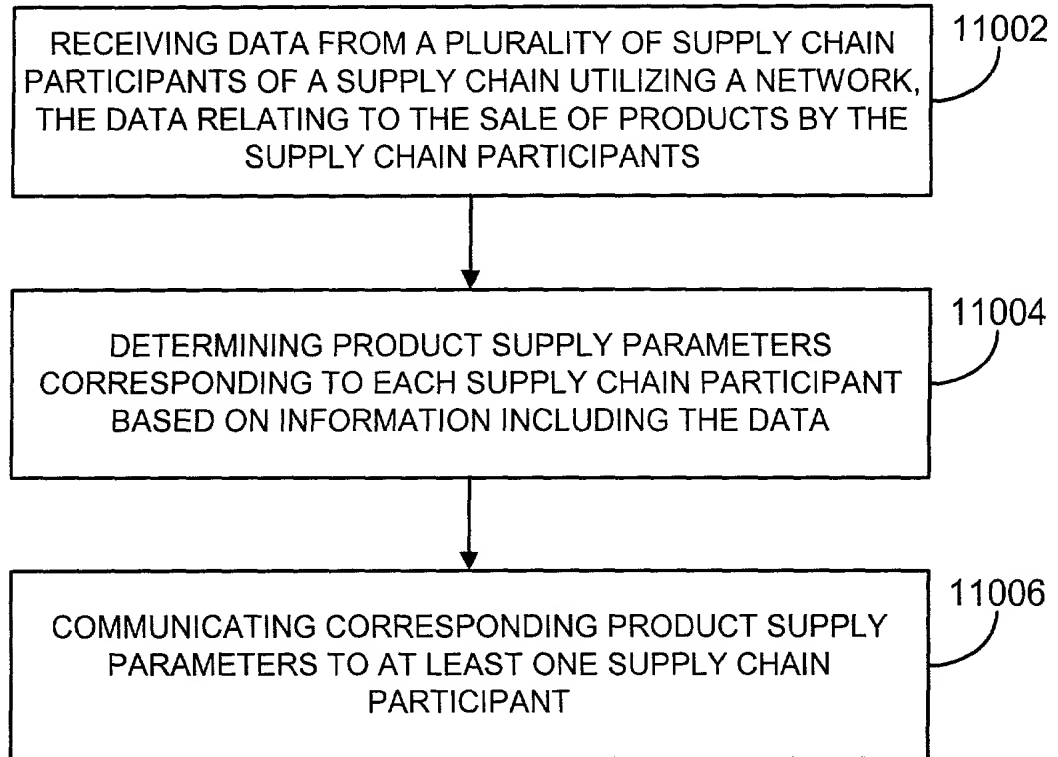 RECEIVING DATA FROM A PLURALITY OF SUPPLY CHAIN
PARTICIPANTS OF A SUPPLY CHAIN UTILIZING A NETWORK,
THE DATA RELATING TO THE SALE OF PRODUCTS BY THE
SUPPLY CHAIN PARTICIPANTS
11002
DETERMINING PRODUCT SUPPLY PARAMETERS
CORRESPONDING TO EACH SUPPLY CHAIN PARTICIPANT
BASED ON INFORMATION INCLUDING THE DATA
11004
COMMUNICATING CORRESPONDING PRODUCT SUPPLY
PARAMETERS TO AT LEAST ONE SUPPLY CHAIN
PARTICIPANT
11006